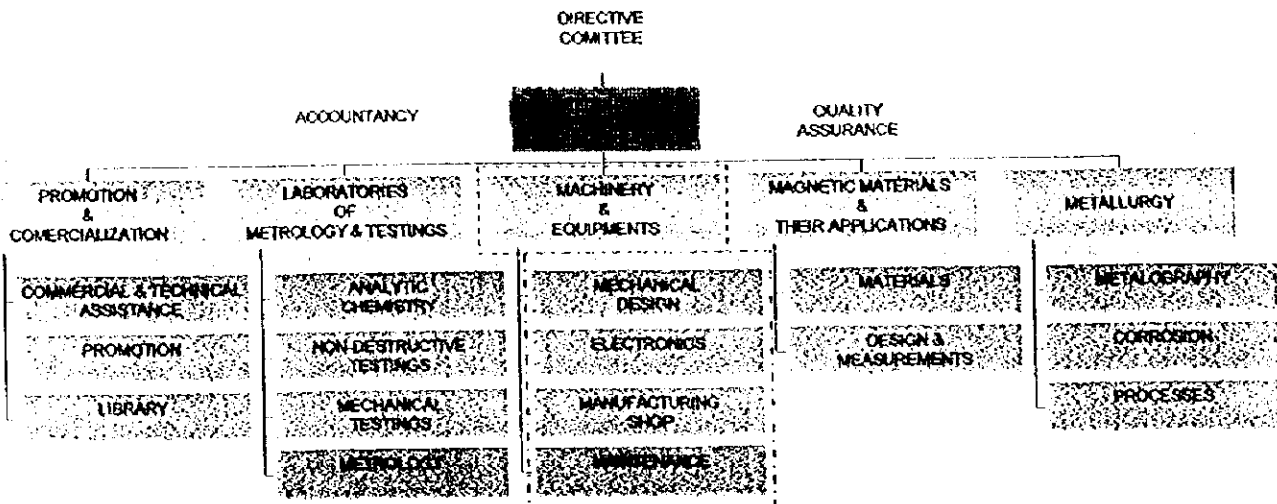 DIRECTIVE
COMITTEE
ACCOUNTANCY
QUALITY
ASSURANCE
PROMOTION
&
COMERCIALIZATION
LABORATORIES
OF
METROLOGY & TESTINGS
MACHINERY
&
EQUIPMENTS
MAGNETIC MATERIALS
&
THEIR APPLICATIONS
METALLURGY
COMMERCIAL & TECHNICAL
ASSISTANCE
PROMOTION
LIBRARY
ANALYTIC
CHEMISTRY
NON DESTRUCTIVE
TESTINGS
MECHANICAL
TESTINGS
METROLOGY
MECHANICAL
DESIGN
ELECTRONICS
MANUFACTURING
SHOP
MAINTENANCE
MATERIALS
DESIGN &
MEASUREMENTS
METALOGRAPHY
CORROSION
PROCESSES